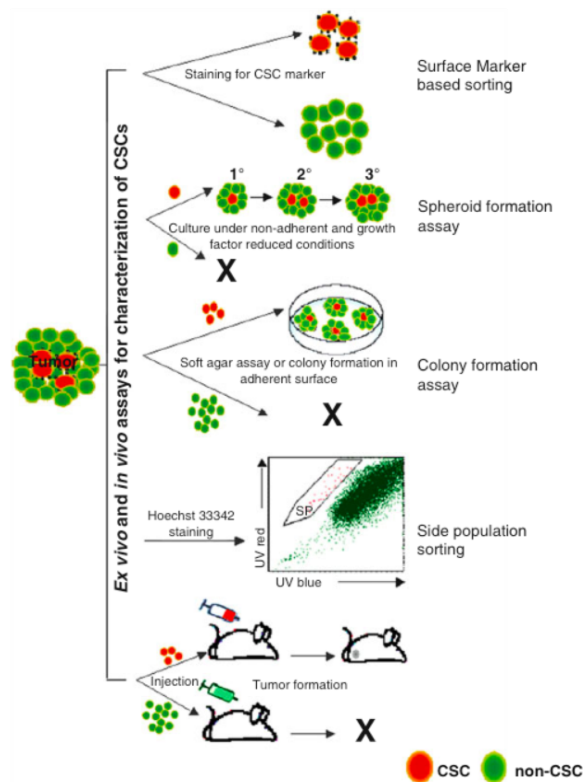 Staining for CSC marker
Surface Marker
based sorting
Ex vivo and in vivo assays for characterization of CSCs
1°
2°
3°
Culture under non-adherent and growth
factor reduced conditions
X
Spheroid formation
assay
Tumor
Soft agar assay or colony formation in
adherent surface
X
Colony formation
assay
Hoechst 33342
staining
SP
UV red
UV blue
Side population
sorting
Injection
Tumor formation
X
CSC
non-CSC